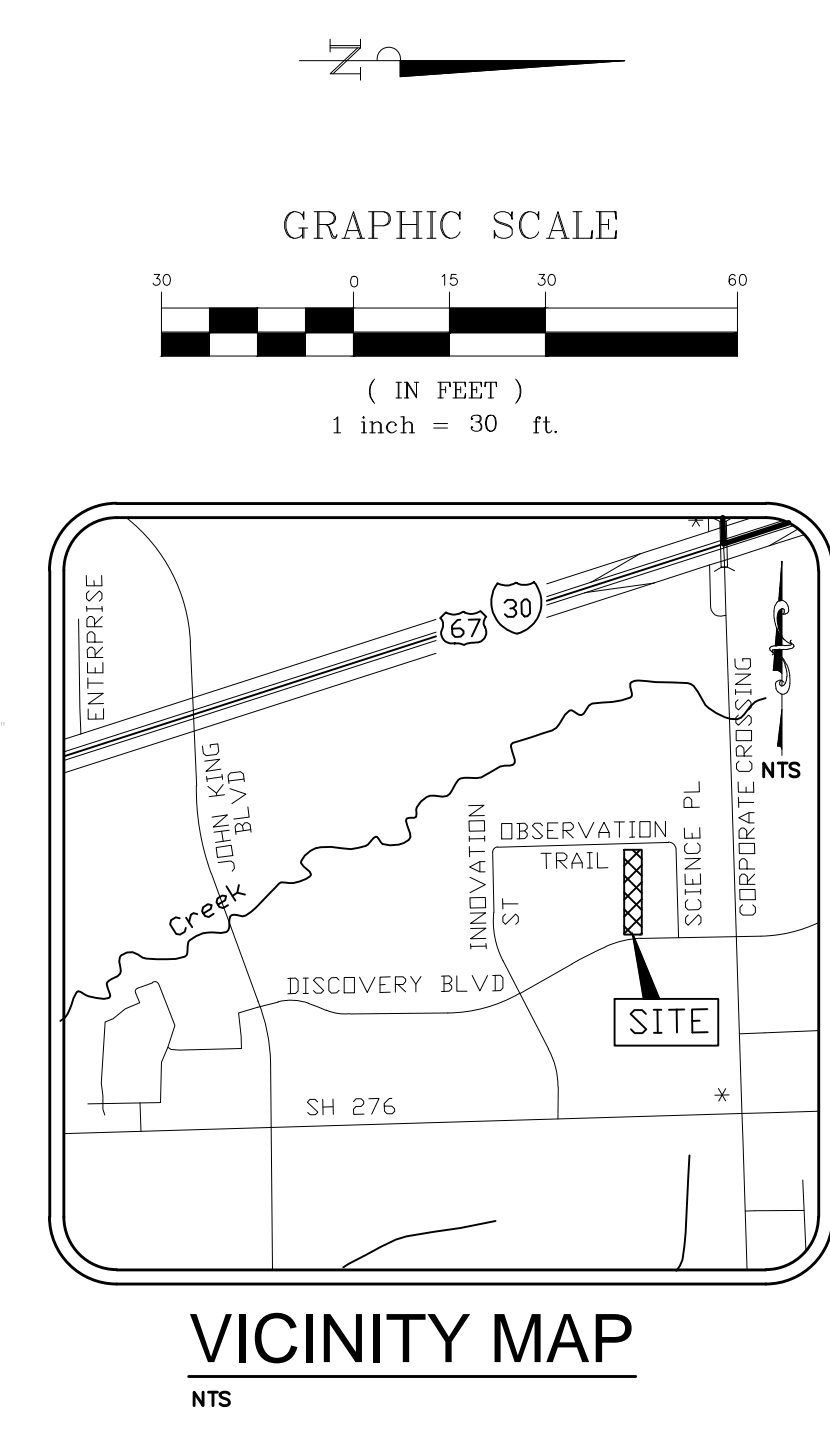 N
GRAPHIC SCALE
30 0 15 30 60
( IN FEET )
1 inch = 30 ft.
ENTERPRISE
67
30
JOHN KING
BLVD
Creek
INNOVATION
ST
OBSERVATION
TRAIL
SCIENCE PL
CORPORATE CROSSING
NTS
DISCOVERY BLVD
SITE
SH 276
VICINITY MAP
NTS